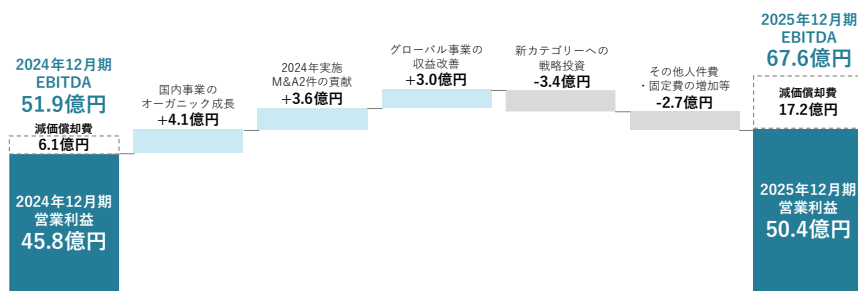 2024年12月期
EBITDA
51.9億円
減価償却費
6.1億円
2024年12月期
営業利益
45.8億円
国内事業の
オーガニック成長
+4.1億円
2024年実施
M&A2件の貢献
+3.6億円
グローバル事業の
収益改善
+3.0億円
新カテゴリーへの
戦略投資
-3.4億円
その他人件費
・固定費の増加等
-2.7億円
2025年12月期
EBITDA
67.6億円
減価償却費
17.2億円
2025年12月期
営業利益
50.4億円